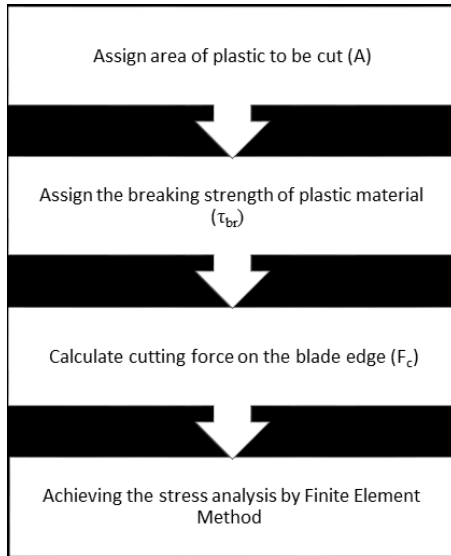 Assign area of plastic to be cut (A)
Assign the breaking strength of plastic material
(τbr)
Calculate cutting force on the blade edge (Fc)
Achieving the stress analysis by Finite Element
Method